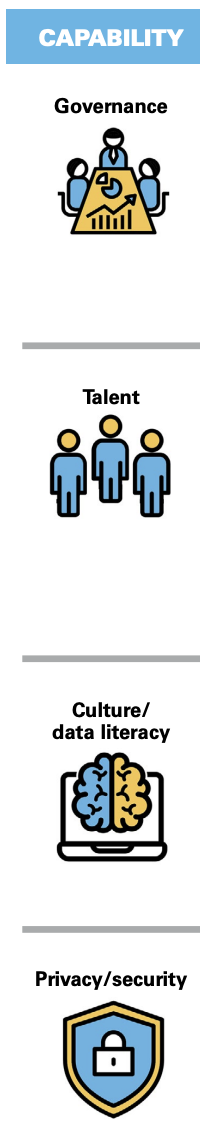 CAPABILITY
Governance
Talent
Culture/
data literacy
Privacy/security